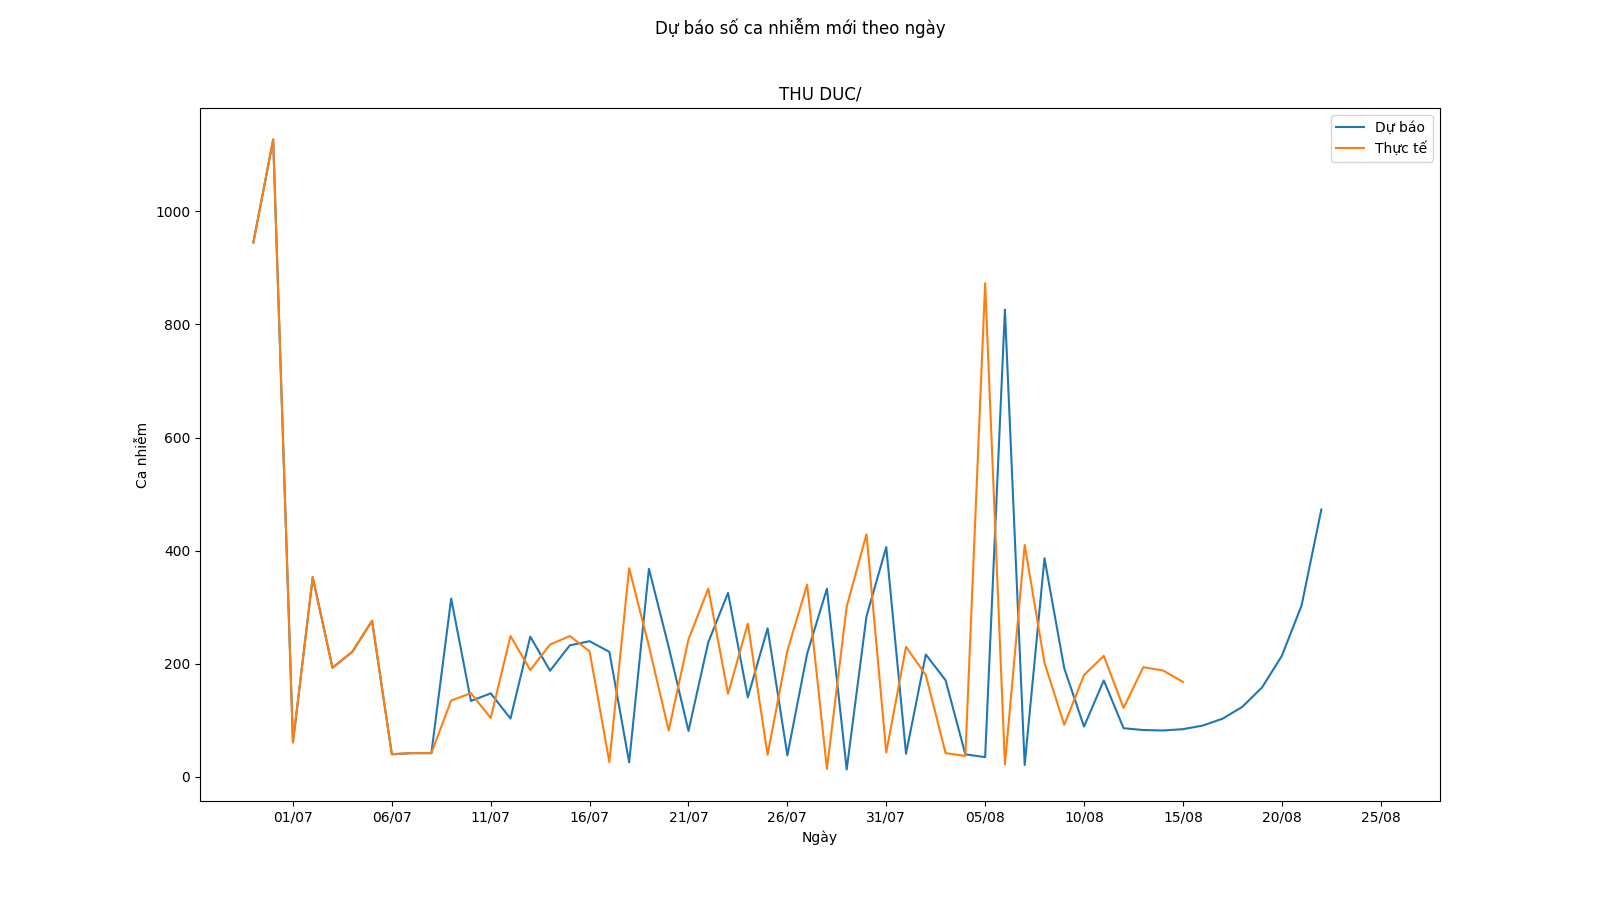 Dự báo số ca nhiễm mới theo ngày
THU DUC/
Dự báo
Thực tế
1000
800
600
400
200
0
Ca nhiễm
01/07 06/07 11/07 16/07 21/07 26/07 31/07 05/08 10/08 15/08 20/08 25/08
Ngày